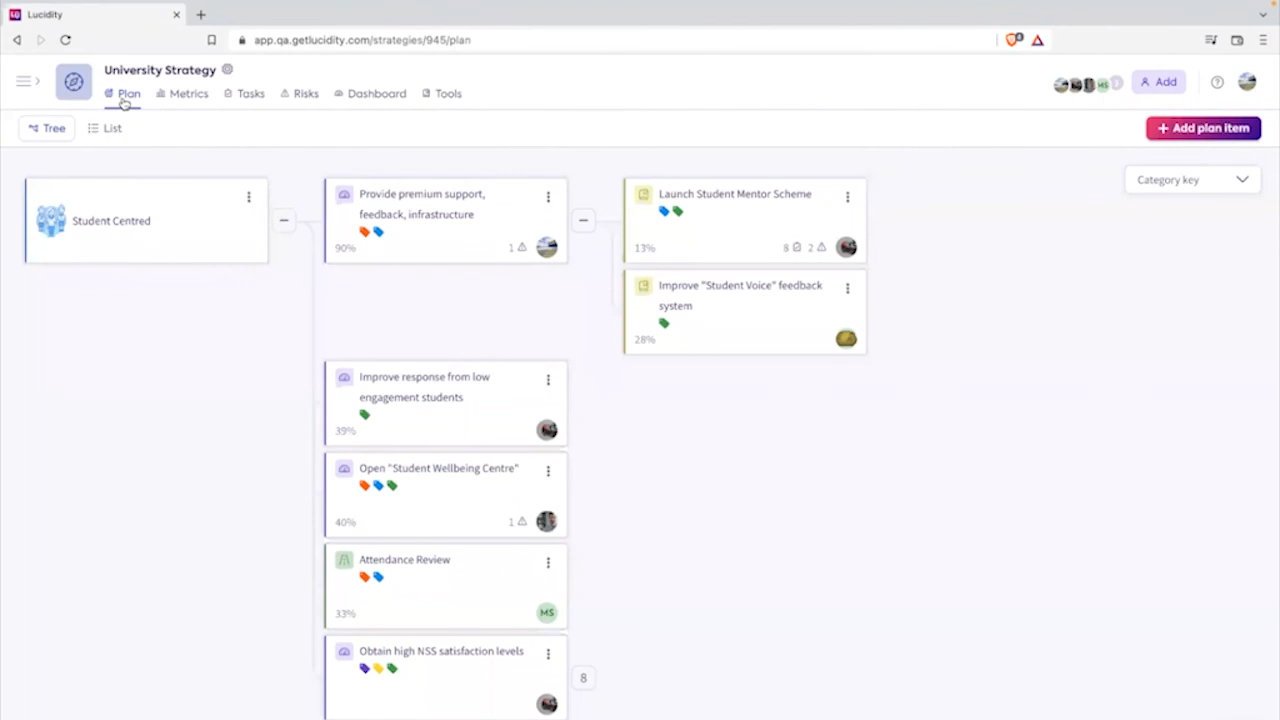 Lucidity
app.qa.getlucidity.com/strategies/945/plan
University Strategy
Plan
Metrics
Tasks
Risks
Dashboard
Tools
MS
Add
Tree
List
+ Add plan item
Category key
Student Centred
Provide premium support,
feedback, infrastructure
90%
1
Launch Student Mentor Scheme
13%
8
2
Improve "Student Voice" feedback
system
28%
Improve response from low
engagement students
39%
Open "Student Wellbeing Centre"
40%
1
Attendance Review
33%
MS
Obtain high NSS satisfaction levels
8